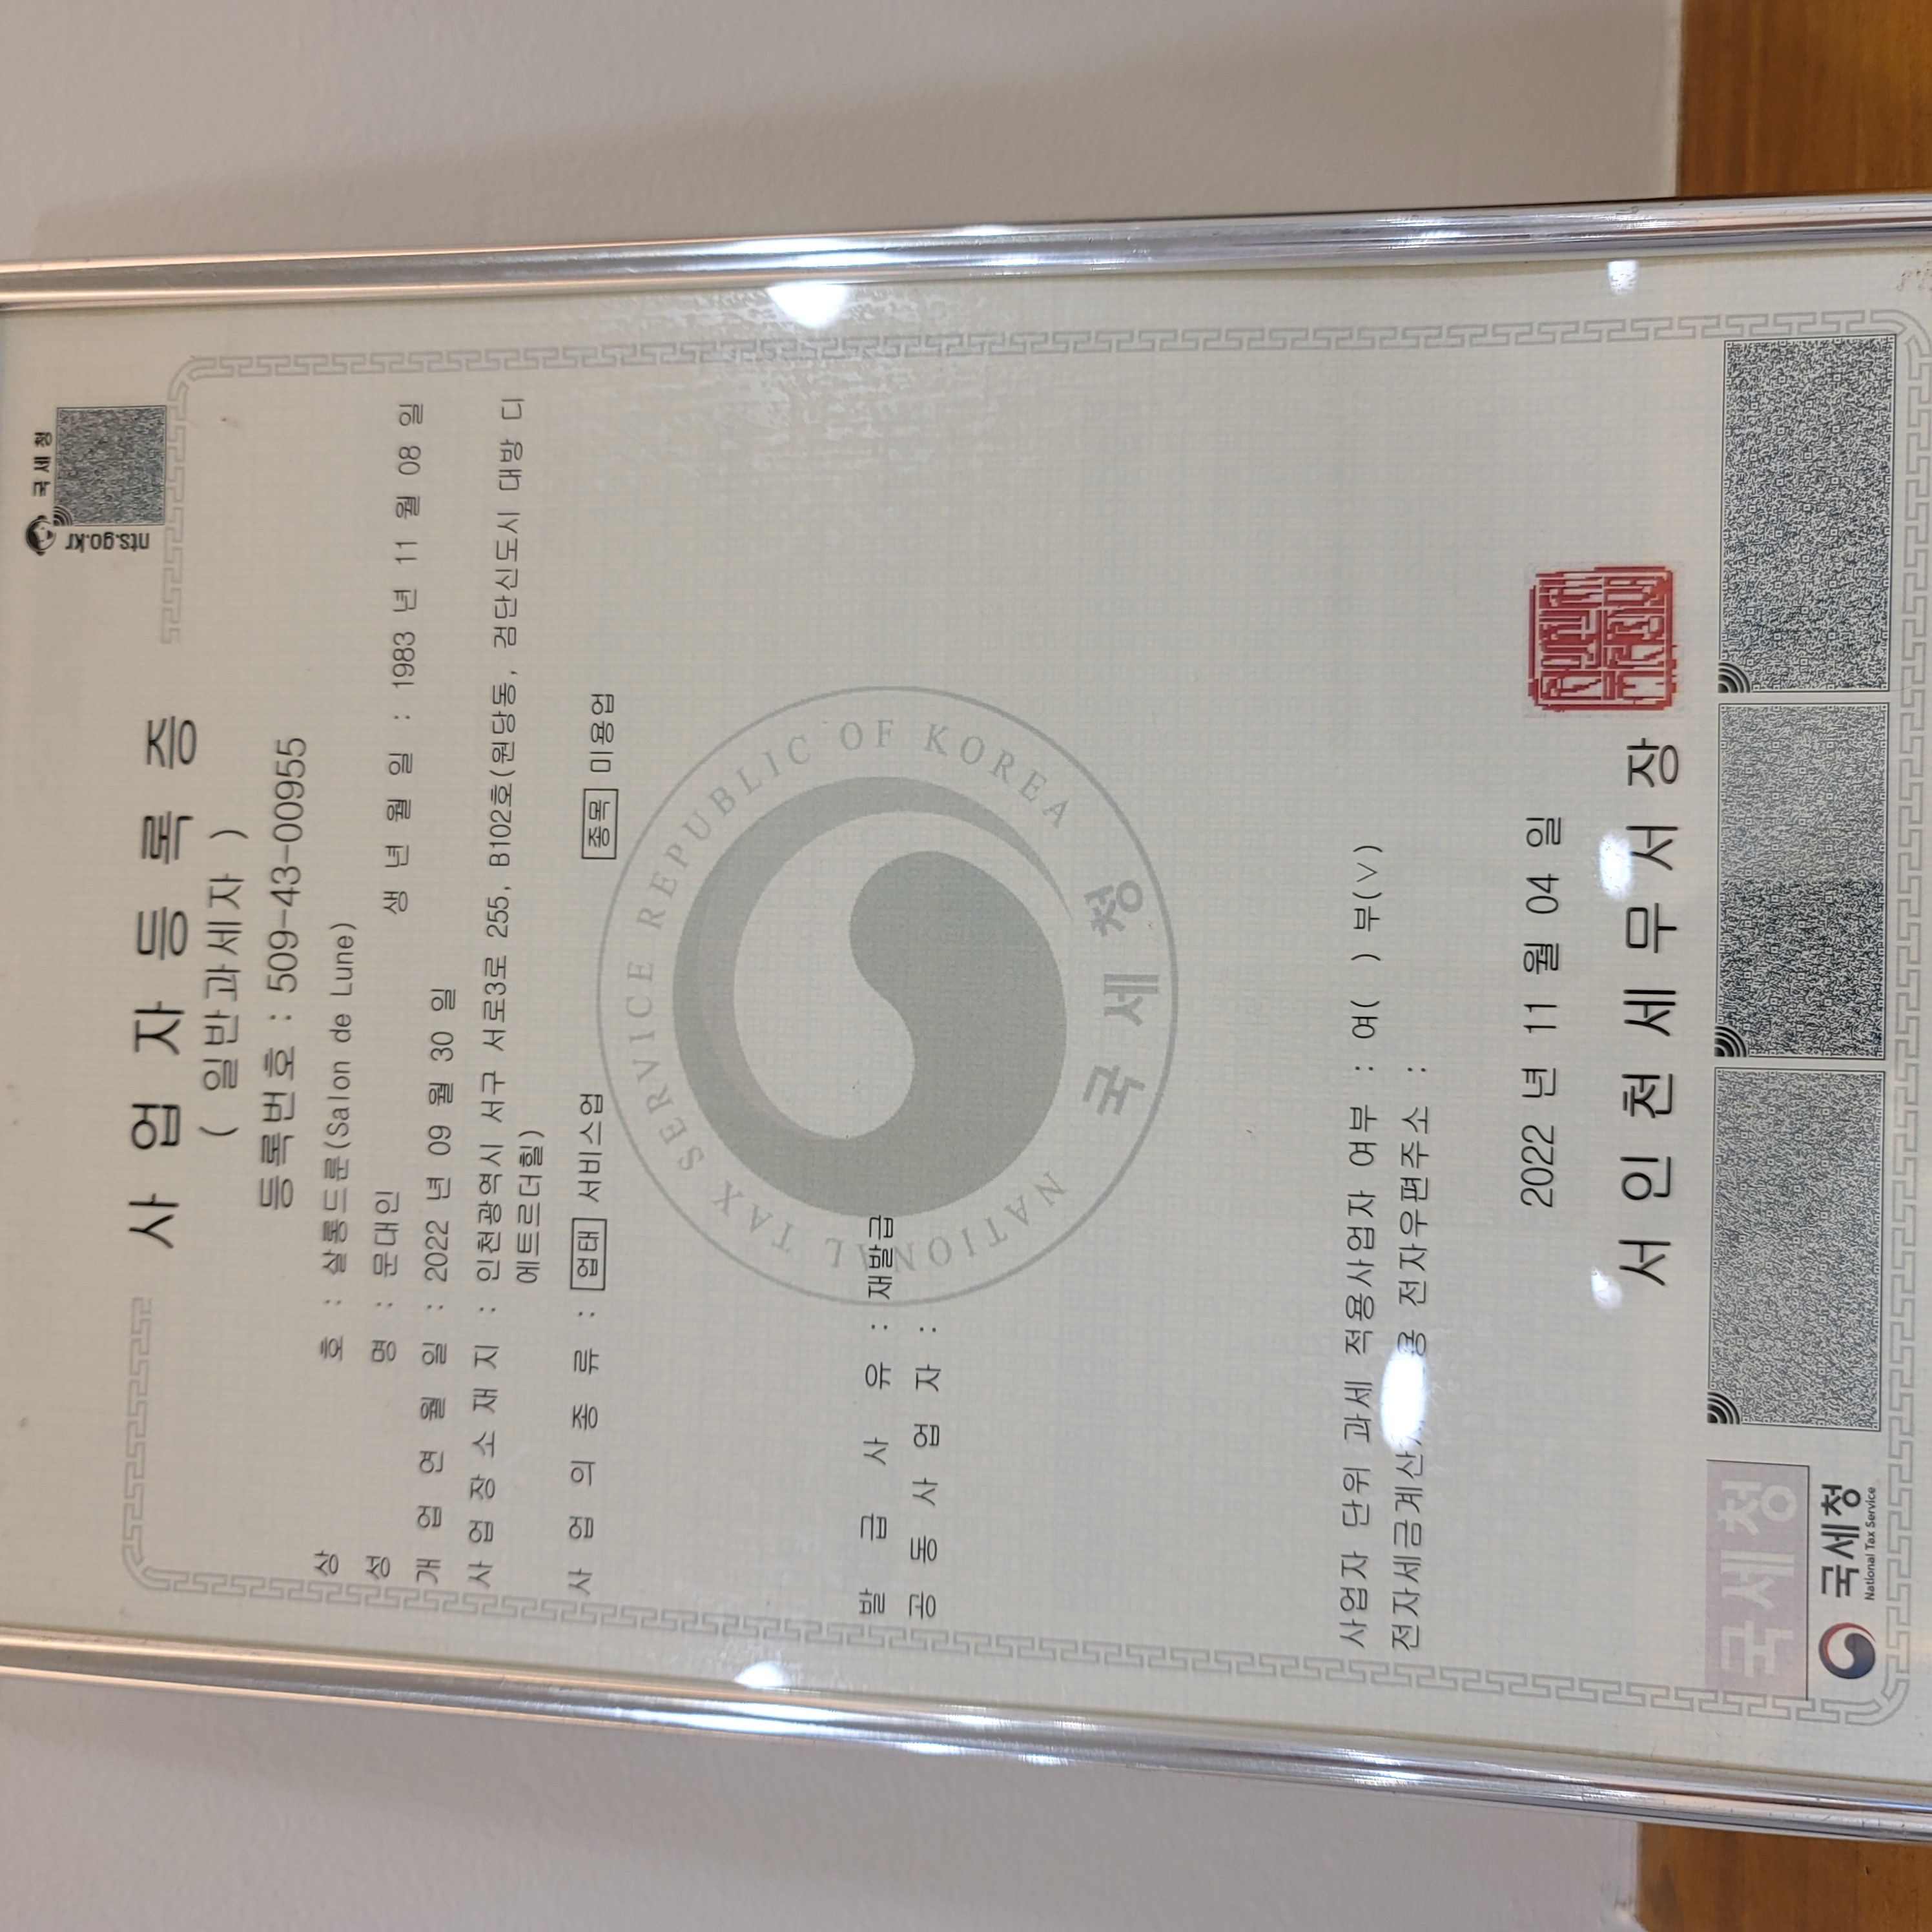 국세청
nts.go.kr
사업자등록증
( 일반과세자 )
등록번호 : 509-43-00955
상 호 : 살롱드룬(Salon de Lune)
성 명 : 문대인 생 년 월 일 : 1983 년 11 월 08 일
개 업 연 월 일 : 2022 년 09 월 30 일
사 업 장 소 재 지 : 인천광역시 서구 서로3로 255, B102호(원당동, 검단신도시 대방 디
에트르더힐)
사 업 의 종 류 : 업태 서비스업 종목 미용업
NATIONAL TAX SERVICE REPUBLIC OF KOREA
국세청
발 급 사 유 : 재발급
공 동 사 업 자 :
사업자 단위 과세 적용사업자 여부 : 여( ) 부(∨)
전자세금계산 용 전자우편주소 :
2022 년 11 월 04 일
서인천세무서장
국세청
국세청
National Tax Service